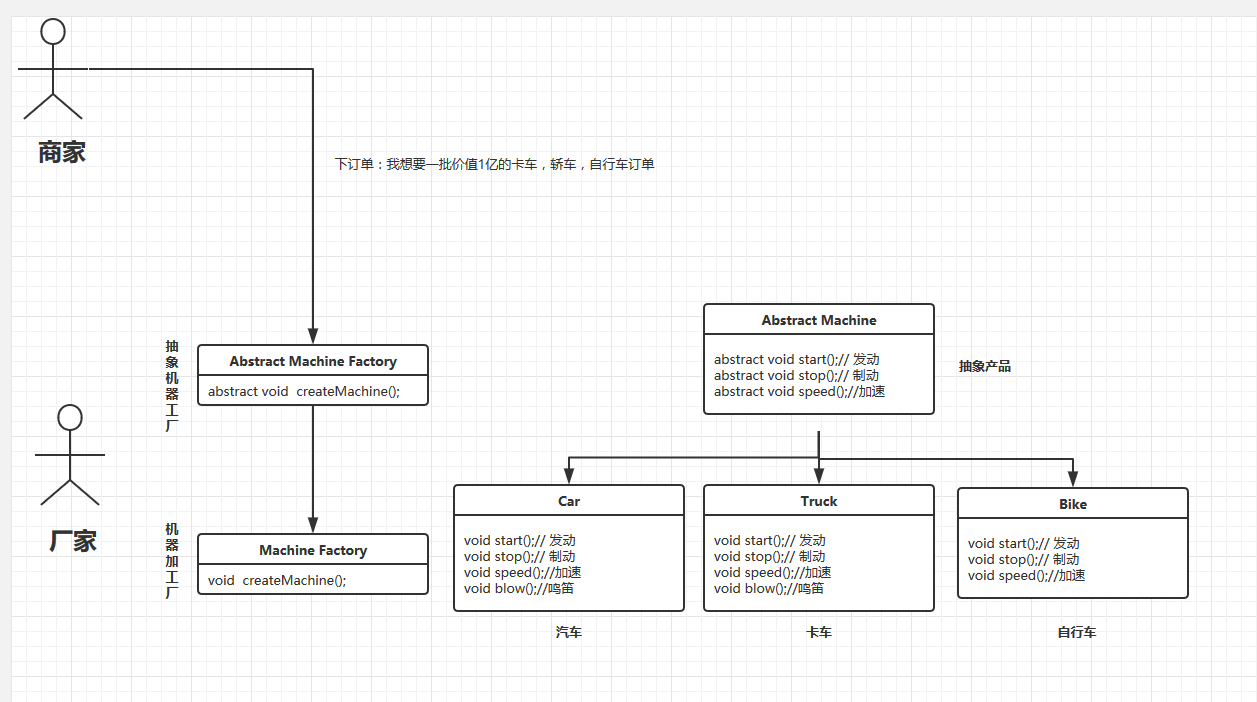 商家
下订单：我想要一批价值1亿的卡车，轿车，自行车订单
抽象机器工厂
Abstract Machine Factory
abstract void  createMachine();
厂家
机器加工厂
Machine Factory
void  createMachine();
Abstract Machine
abstract void start();// 发动
abstract void stop();// 制动
abstract void speed();//加速
抽象产品
Car
void start();// 发动
void stop();// 制动
void speed();//加速
void blow();//鸣笛
汽车
Truck
void start();// 发动
void stop();// 制动
void speed();//加速
void blow();//鸣笛
卡车
Bike
void start();// 发动
void stop();// 制动
void speed();//加速
自行车